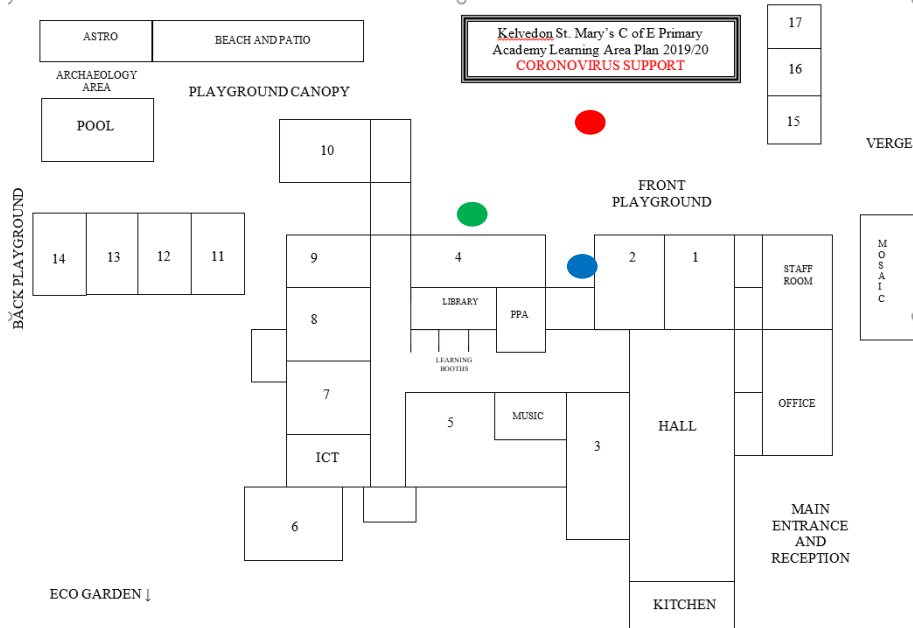 Kelvedon St. Mary's C of E Primary
Academy Learning Area Plan 2019/20
CORONOVIRUS SUPPORT
17
16
15
ASTRO
BEACH AND PATIO
ARCHAEOLOGY
AREA
PLAYGROUND CANOPY
POOL
VERGE
10
FRONT
PLAYGROUND
BACK PLAYGROUND
14
13
12
11
9
4
2
1
STAFF
ROOM
MOSAIC
8
LIBRARY
PPA
LEARNING
BOOTHS
7
5
MUSIC
3
HALL
OFFICE
ICT
6
MAIN
ENTRANCE
AND
RECEPTION
ECO GARDEN ↓
KITCHEN